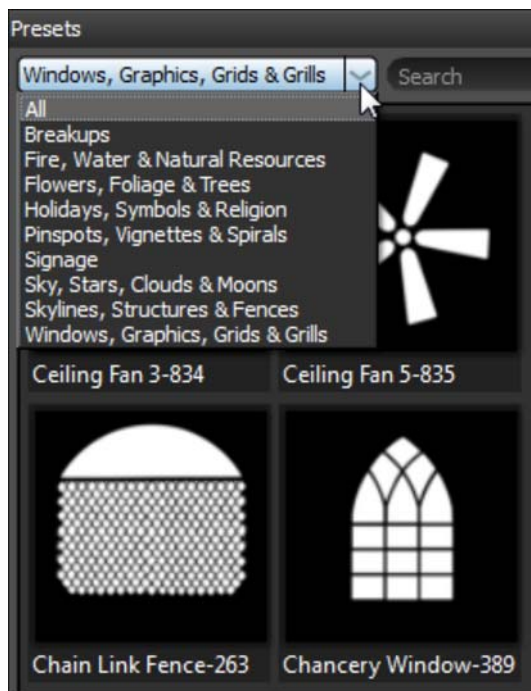 Presets
Windows, Graphics, Grids & Grills
Search
All
Breakups
Fire, Water & Natural Resources
Flowers, Foliage & Trees
Holidays, Symbols & Religion
Pinspots, Vignettes & Spirals
Signage
Sky, Stars, Clouds & Moons
Skylines, Structures & Fences
Windows, Graphics, Grids & Grills
Ceiling Fan 3-834
Ceiling Fan 5-835
Chain Link Fence-263
Chancery Window-389